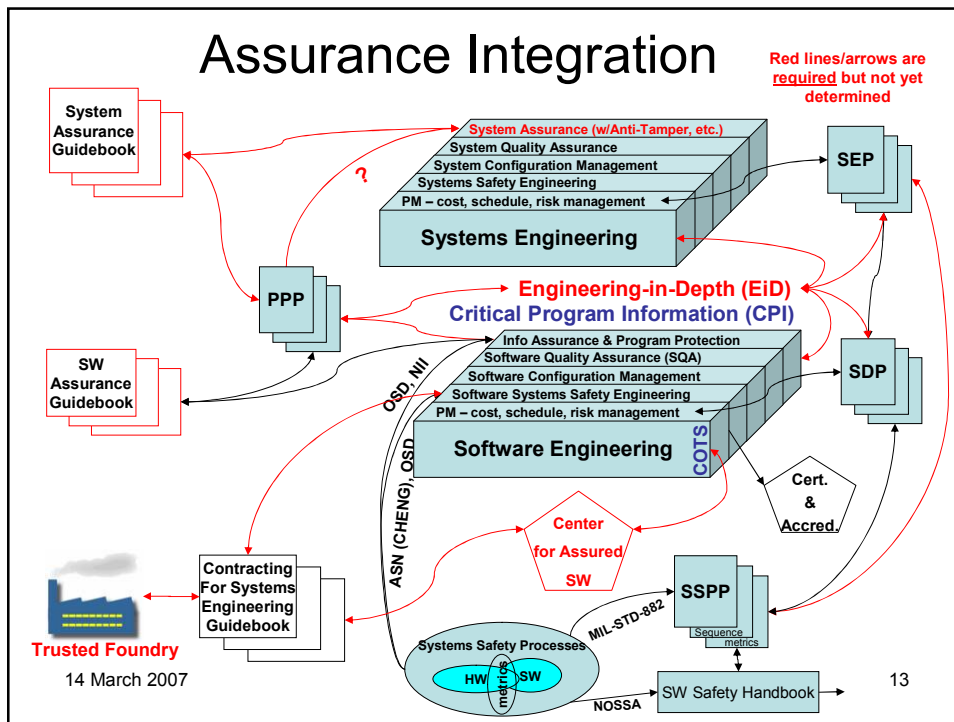 Assurance Integration
Red lines/arrows are
required but not yet
determined
System
Assurance
Guidebook
System Assurance (w/Anti-Tamper, etc.)
System Quality Assurance
System Configuration Management
Systems Safety Engineering
PM – cost, schedule, risk management
Systems Engineering
?
SEP
PPP
Engineering-in-Depth (EiD)
Critical Program Information (CPI)
SW
Assurance
Guidebook
Info Assurance & Program Protection
Software Quality Assurance (SQA)
Software Configuration Management
Software Systems Safety Engineering
PM – cost, schedule, risk management
Software Engineering
COTS
SDP
OSD, NII
ASN (CHENG), OSD
Cert.
&
Accred.
Center
for Assured
SW
Contracting
For Systems
Engineering
Guidebook
Trusted Foundry
SSPP
Sequence
metrics
MIL-STD-882
Systems Safety Processes
HW
metrics
SW
NOSSA
SW Safety Handbook
14 March 2007
13